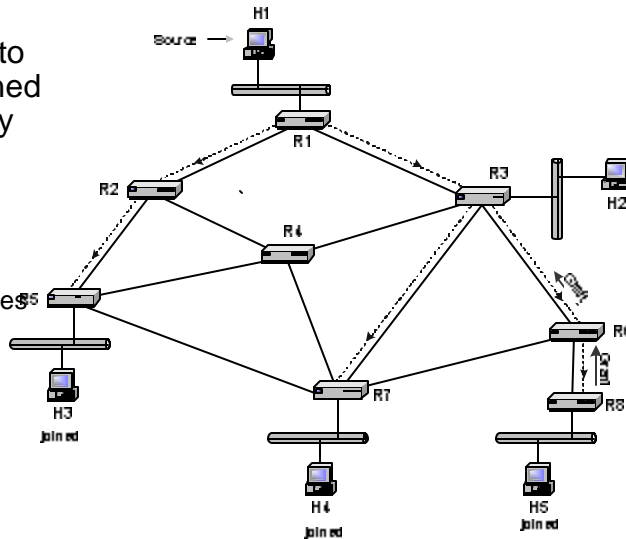 H1
Source
to
ned
y
R1
R2
R3
H2
R4
Graft
es
R5
R6
Graft
R7
R8
H3
joined
H4
joined
H5
joined